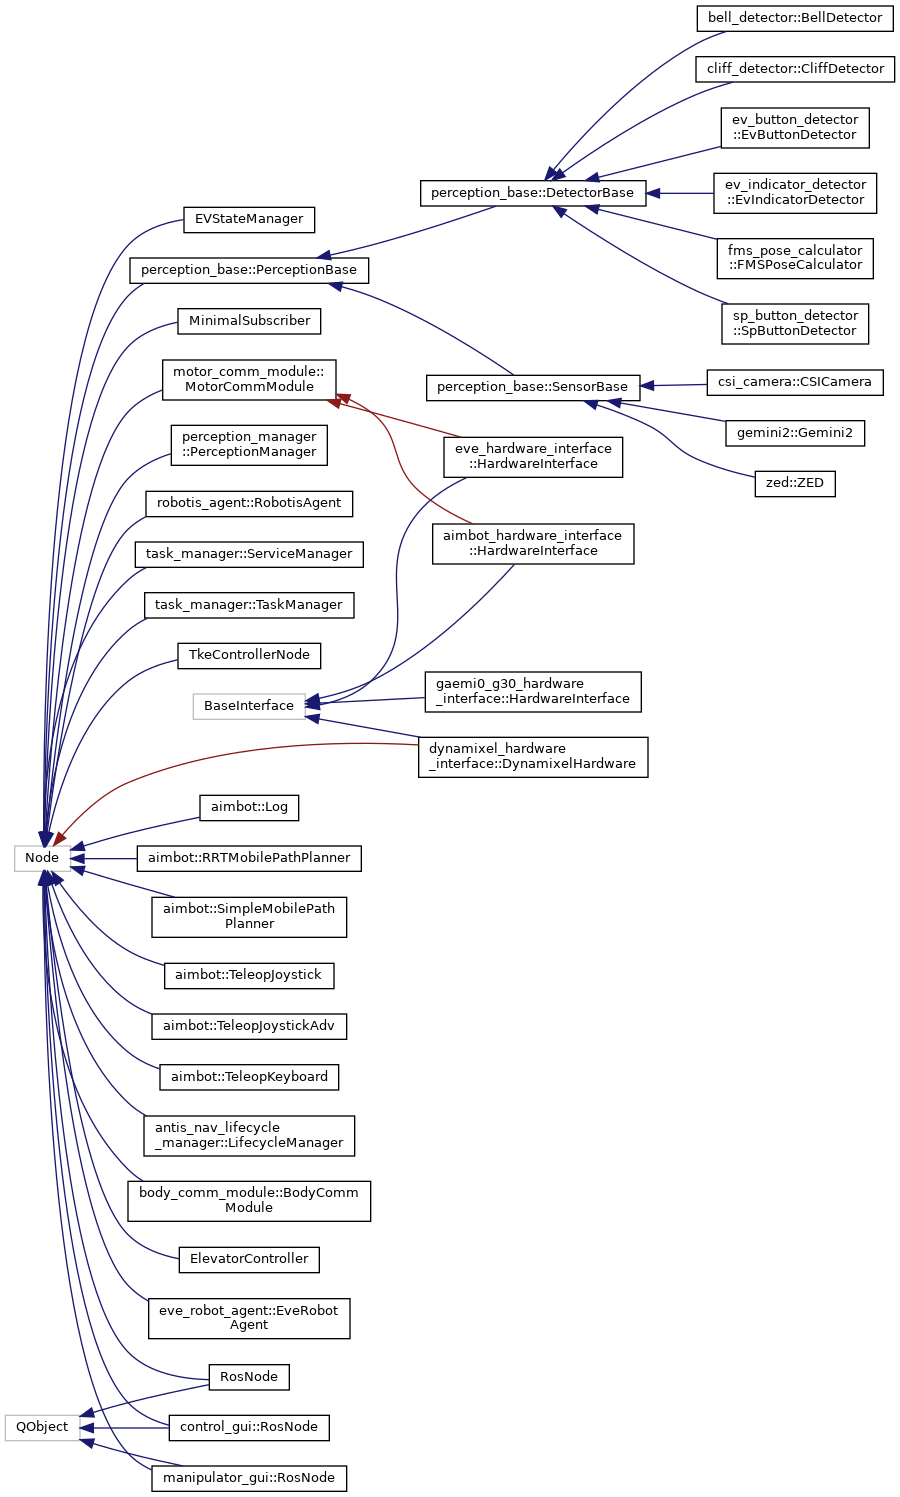 bell_detector::BellDetector
cliff_detector::CliffDetector
ev_button_detector
::EvButtonDetector
perception_base::DetectorBase
ev_indicator_detector
::EvIndicatorDetector
EVStateManager
fms_pose_calculator
::FMSPoseCalculator
perception_base::PerceptionBase
sp_button_detector
::SpButtonDetector
MinimalSubscriber
motor_comm_module::
MotorCommModule
perception_base::SensorBase
csi_camera::CSICamera
gemini2::Gemini2
perception_manager
::PerceptionManager
eve_hardware_interface
::HardwareInterface
zed::ZED
robotis_agent::RobotisAgent
aimbot_hardware_interface
::HardwareInterface
task_manager::ServiceManager
task_manager::TaskManager
TkeControllerNode
BaseInterface
gaemi0_g30_hardware
_interface::HardwareInterface
dynamixel_hardware
_interface::DynamixelHardware
aimbot::Log
Node
aimbot::RRTMobilePathPlanner
aimbot::SimpleMobilePath
Planner
aimbot::TeleopJoystick
aimbot::TeleopJoystickAdv
aimbot::TeleopKeyboard
antis_nav_lifecycle
_manager::LifecycleManager
body_comm_module::BodyComm
Module
ElevatorController
eve_robot_agent::EveRobot
Agent
RosNode
QObject
control_gui::RosNode
manipulator_gui::RosNode